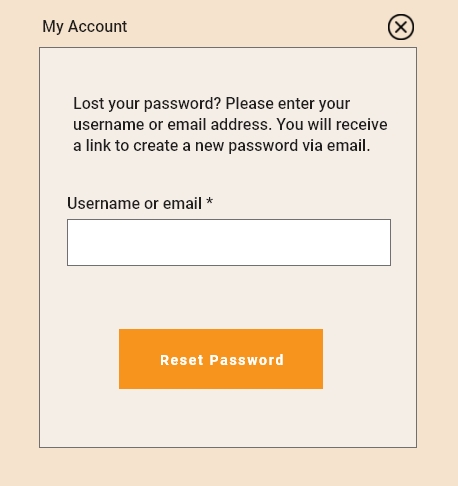 My Account
Lost your password? Please enter your
username or email address. You will receive
a link to create a new password via email.
Username or email *
Reset Password